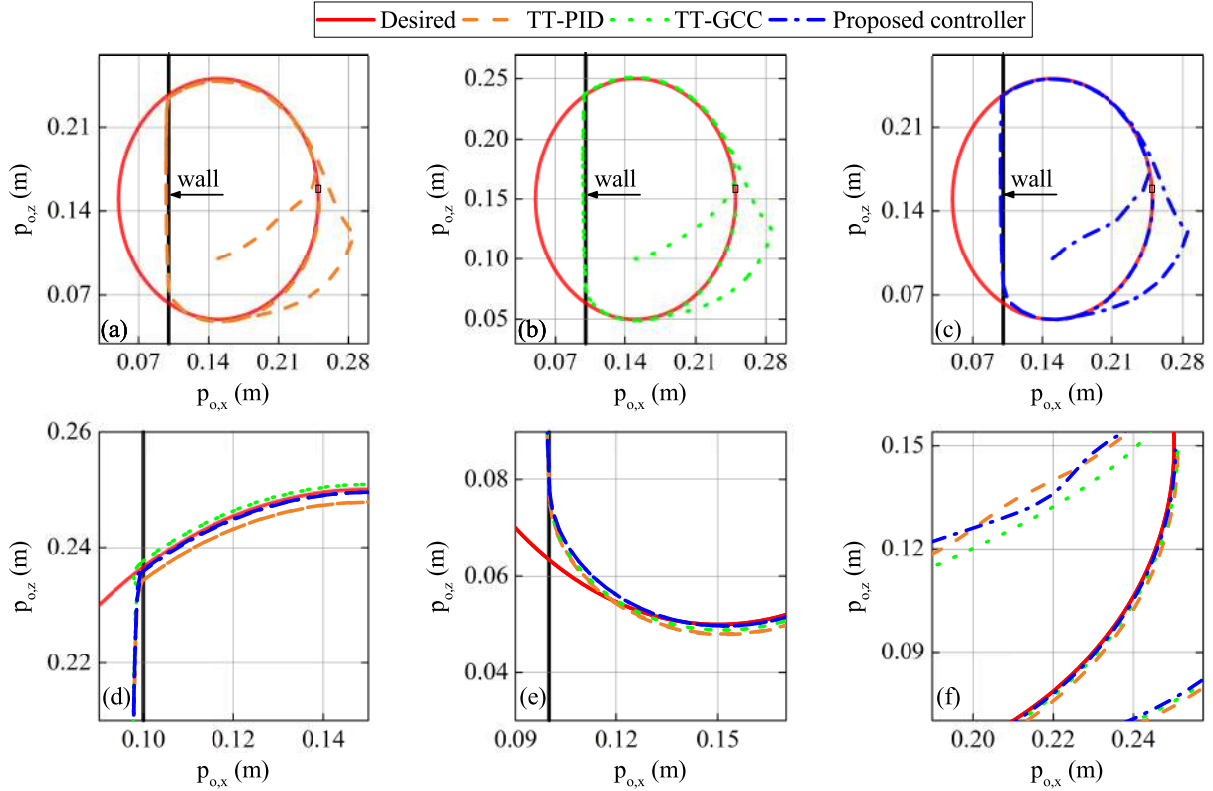 Desired TT-PID TT-GCC Proposed controller
0.21
0.14
0.07
p_o,z (m)
wall
(a)
0.07 0.14 0.21 0.28
p_o,x (m)
0.25
0.20
0.15
0.10
0.05
p_o,z (m)
wall
(b)
0.07 0.14 0.21 0.28
p_o,x (m)
0.21
0.14
0.07
p_o,z (m)
wall
(c)
0.07 0.14 0.21 0.28
p_o,x (m)
0.26
0.24
0.22
p_o,z (m)
(d)
0.10 0.12 0.14
p_o,x (m)
0.08
0.06
0.04
p_o,z (m)
(e)
0.09 0.12 0.15
p_o,x (m)
0.15
0.12
0.09
p_o,z (m)
(f)
0.20 0.22 0.24
p_o,x (m)